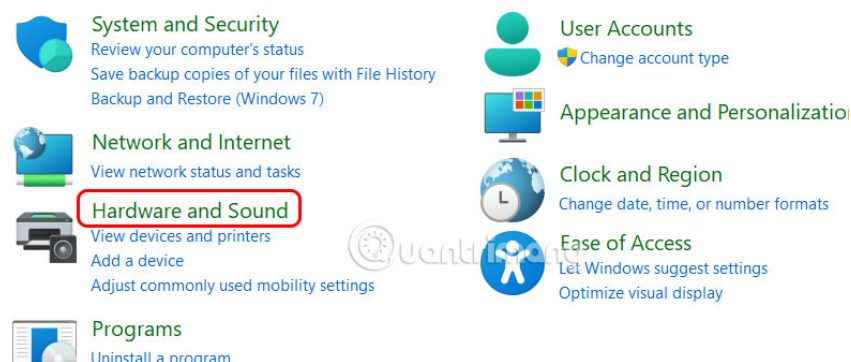 System and Security
Review your computer's status
Save backup copies of your files with File History
Backup and Restore (Windows 7)
Network and Internet
View network status and tasks
Hardware and Sound
View devices and printers
Add a device
Adjust commonly used mobility settings
Programs
Uninstall a program
User Accounts
Change account type
Appearance and Personalization
Clock and Region
Change date, time, or number formats
Ease of Access
Let Windows suggest settings
Optimize visual display
Quantrimang